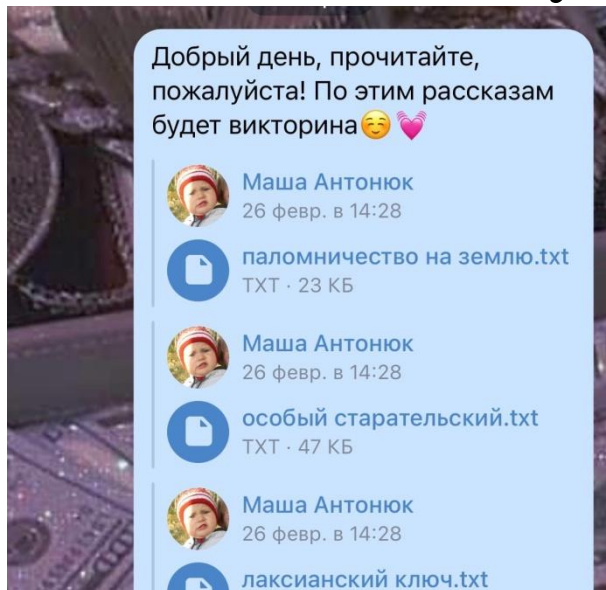 Добрый день, прочитайте,
пожалуйста! По этим рассказам
будет викторина☺️💓
Маша Антонюк
26 февр. в 14:28
паломничество на землю.txt
TXT · 23 КБ
Маша Антонюк
26 февр. в 14:28
особый старательский.txt
TXT · 47 КБ
Маша Антонюк
26 февр. в 14:28
лаксианский ключ.txt